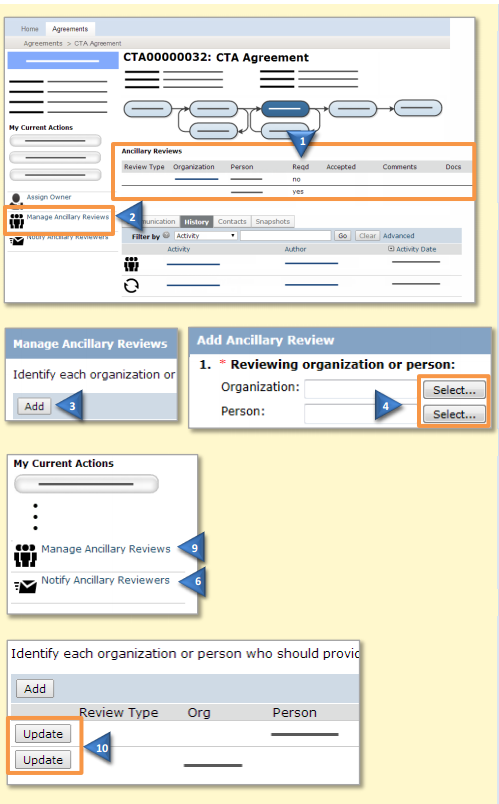 Home Agreements
Agreements > CTA Agreement
CTA00000032: CTA Agreement
My Current Actions
1
Ancillary Reviews
Review Type Organization Person Reqd Accepted Comments Docs
no
yes
Assign Owner
Manage Ancillary Reviews
2
Notify Ancillary Reviewers
History Contacts Snapshots
Filter by Activity Go Clear Advanced
Activity Author Activity Date
Manage Ancillary Reviews
Identify each organization or
Add
3
Add Ancillary Review
1. * Reviewing organization or person:
Organization: Select...
Person: Select...
4
My Current Actions
Manage Ancillary Reviews
9
Notify Ancillary Reviewers
6
Identify each organization or person who should provid
Add
Review Type Org Person
Update
10
Update